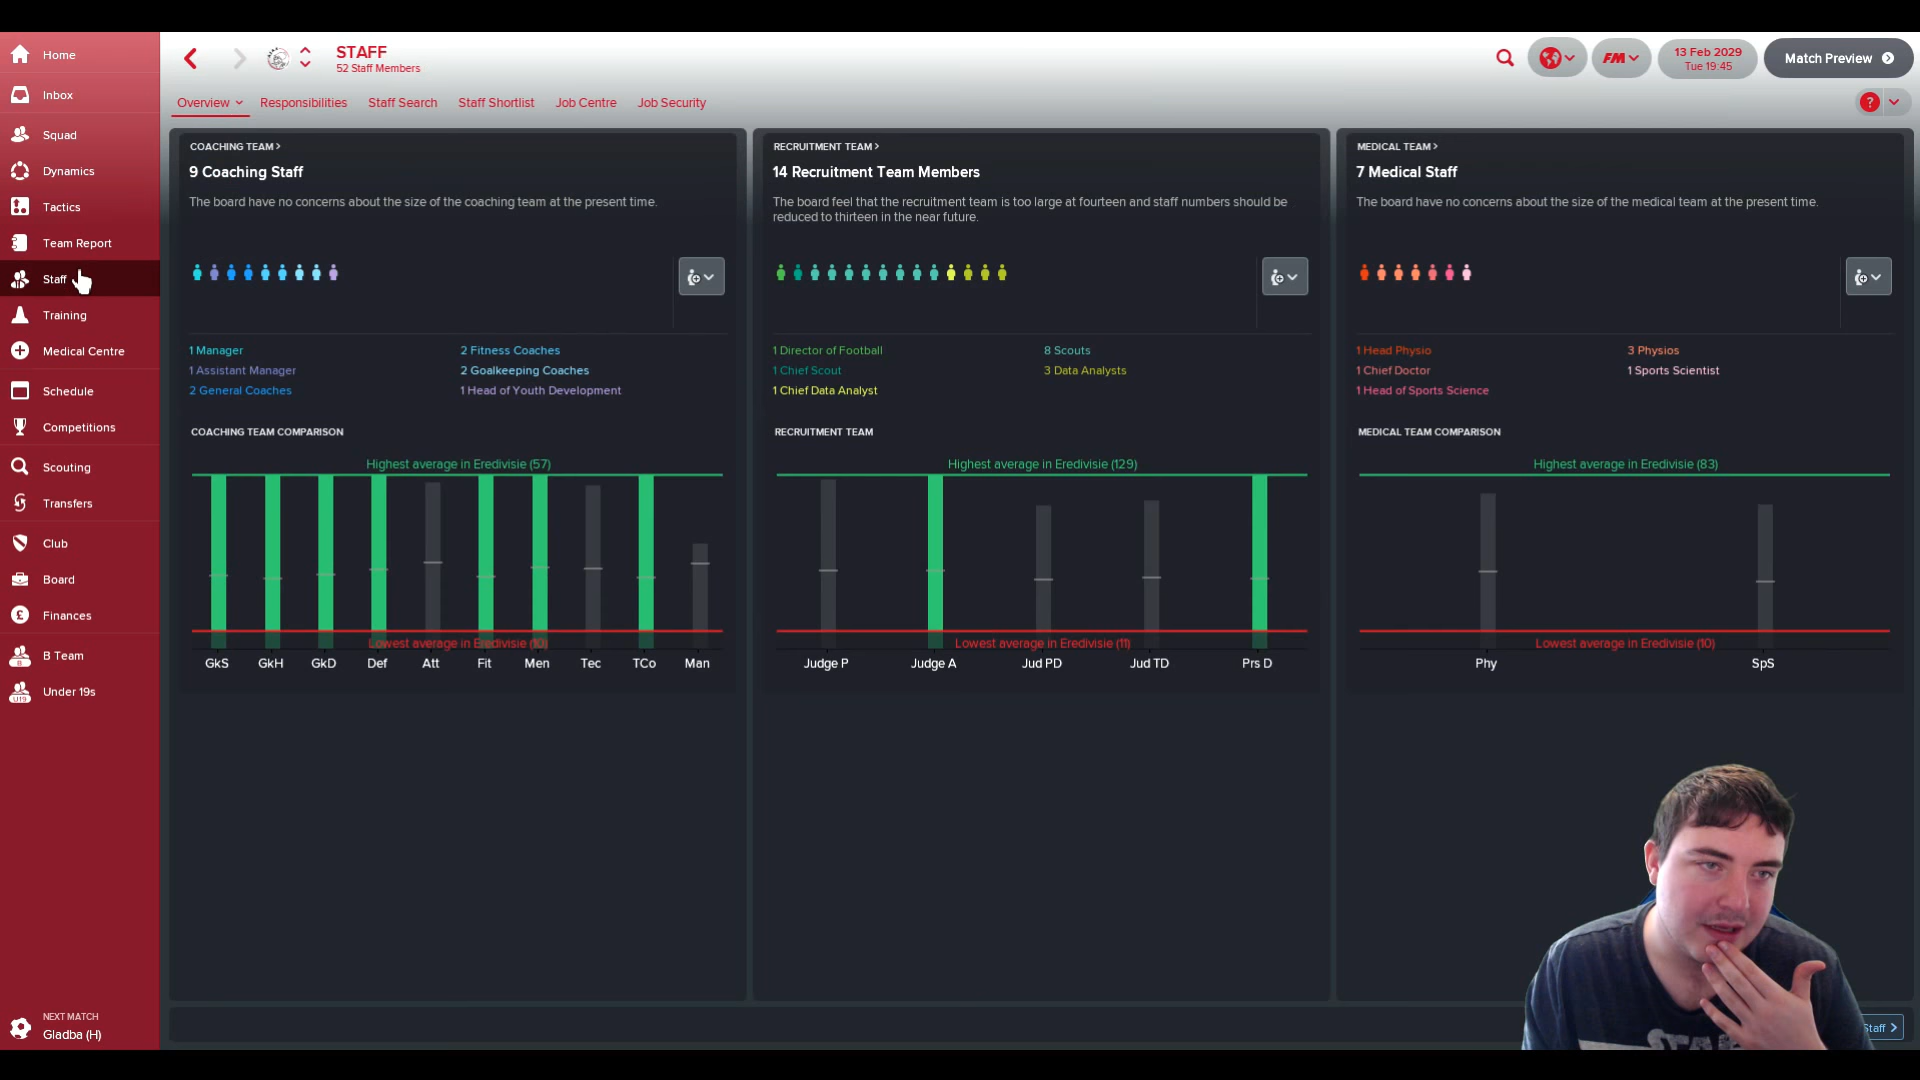 Home
Inbox
Squad
Dynamics
Tactics
Team Report
Staff
Training
Medical Centre
Schedule
Competitions
Scouting
Transfers
Club
Board
Finances
B Team
Under 19s
NEXT MATCH
Gladba (H)
STAFF
52 Staff Members
FM
13 Feb 2029
Tue 19:45
Match Preview
Overview
Responsibilities
Staff Search
Staff Shortlist
Job Centre
Job Security
?
COACHING TEAM >
9 Coaching Staff
The board have no concerns about the size of the coaching team at the present time.
1 Manager
1 Assistant Manager
2 General Coaches
2 Fitness Coaches
2 Goalkeeping Coaches
1 Head of Youth Development
COACHING TEAM COMPARISON
Highest average in Eredivisie (57)
Lowest average in Eredivisie (10)
GkS GkH GkD Def Att Fit Men Tec TCo Man
RECRUITMENT TEAM >
14 Recruitment Team Members
The board feel that the recruitment team is too large at fourteen and staff numbers should be
reduced to thirteen in the near future.
1 Director of Football
1 Chief Scout
1 Chief Data Analyst
8 Scouts
3 Data Analysts
RECRUITMENT TEAM
Highest average in Eredivisie (129)
Lowest average in Eredivisie (11)
Judge P Judge A Jud PD Jud TD Prs D
MEDICAL TEAM >
7 Medical Staff
The board have no concerns about the size of the medical team at the present time.
1 Head Physio
1 Chief Doctor
1 Head of Sports Science
3 Physios
1 Sports Scientist
MEDICAL TEAM COMPARISON
Highest average in Eredivisie (83)
Lowest average in Eredivisie (10)
Phy SpS
Staff >